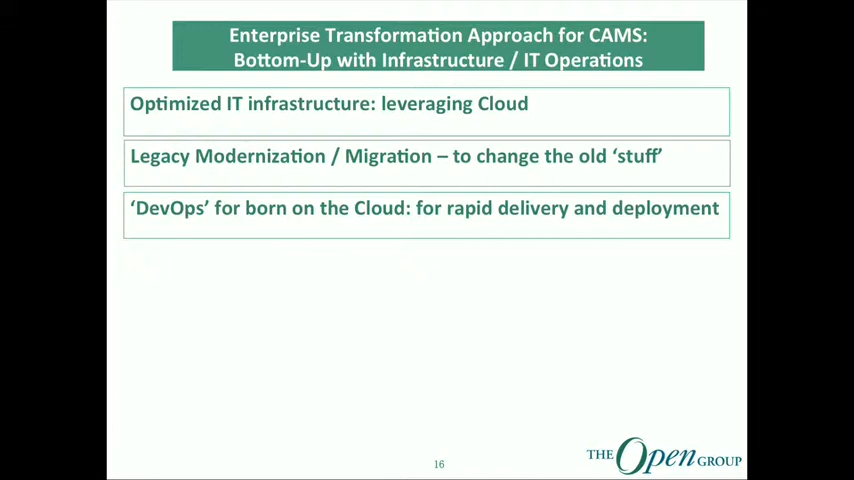 Enterprise Transformation Approach for CAMS:
Bottom-Up with Infrastructure / IT Operations
Optimized IT infrastructure: leveraging Cloud
Legacy Modernization / Migration – to change the old ‘stuff’
‘DevOps’ for born on the Cloud: for rapid delivery and deployment
16
THE Open GROUP